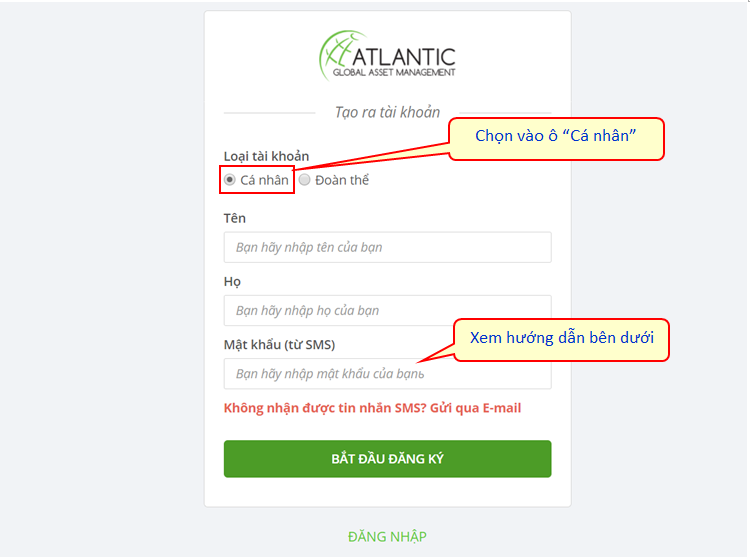 ATLANTIC
GLOBAL ASSET MANAGEMENT
Tạo ra tài khoản
Chọn vào ô “Cá nhân”
Loại tài khoản
Cá nhân
Đoàn thể
Tên
Bạn hãy nhập tên của bạn
Họ
Bạn hãy nhập họ của bạn
Xem hướng dẫn bên dưới
Mật khẩu (từ SMS)
Bạn hãy nhập mật khẩu của bạnь
Không nhận được tin nhắn SMS? Gửi qua E-mail
BẮT ĐẦU ĐĂNG KÝ
ĐĂNG NHẬP